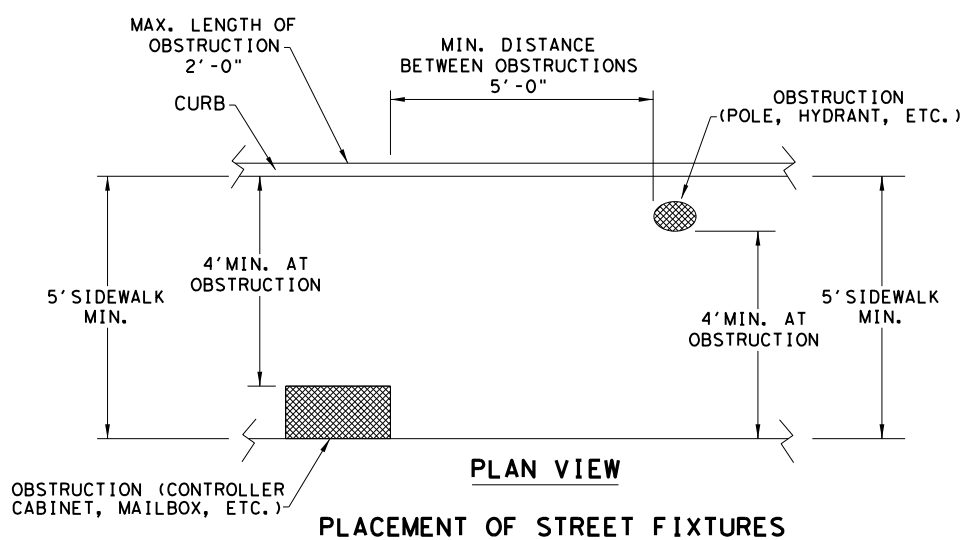 MAX. LENGTH OF
OBSTRUCTION
2'-0"
MIN. DISTANCE
BETWEEN OBSTRUCTIONS
5'-0"
CURB
OBSTRUCTION
(POLE, HYDRANT, ETC.)
4' MIN. AT
OBSTRUCTION
5' SIDEWALK
MIN.
4' MIN. AT
OBSTRUCTION
5' SIDEWALK
MIN.
OBSTRUCTION (CONTROLLER
CABINET, MAILBOX, ETC.)
PLAN VIEW
PLACEMENT OF STREET FIXTURES